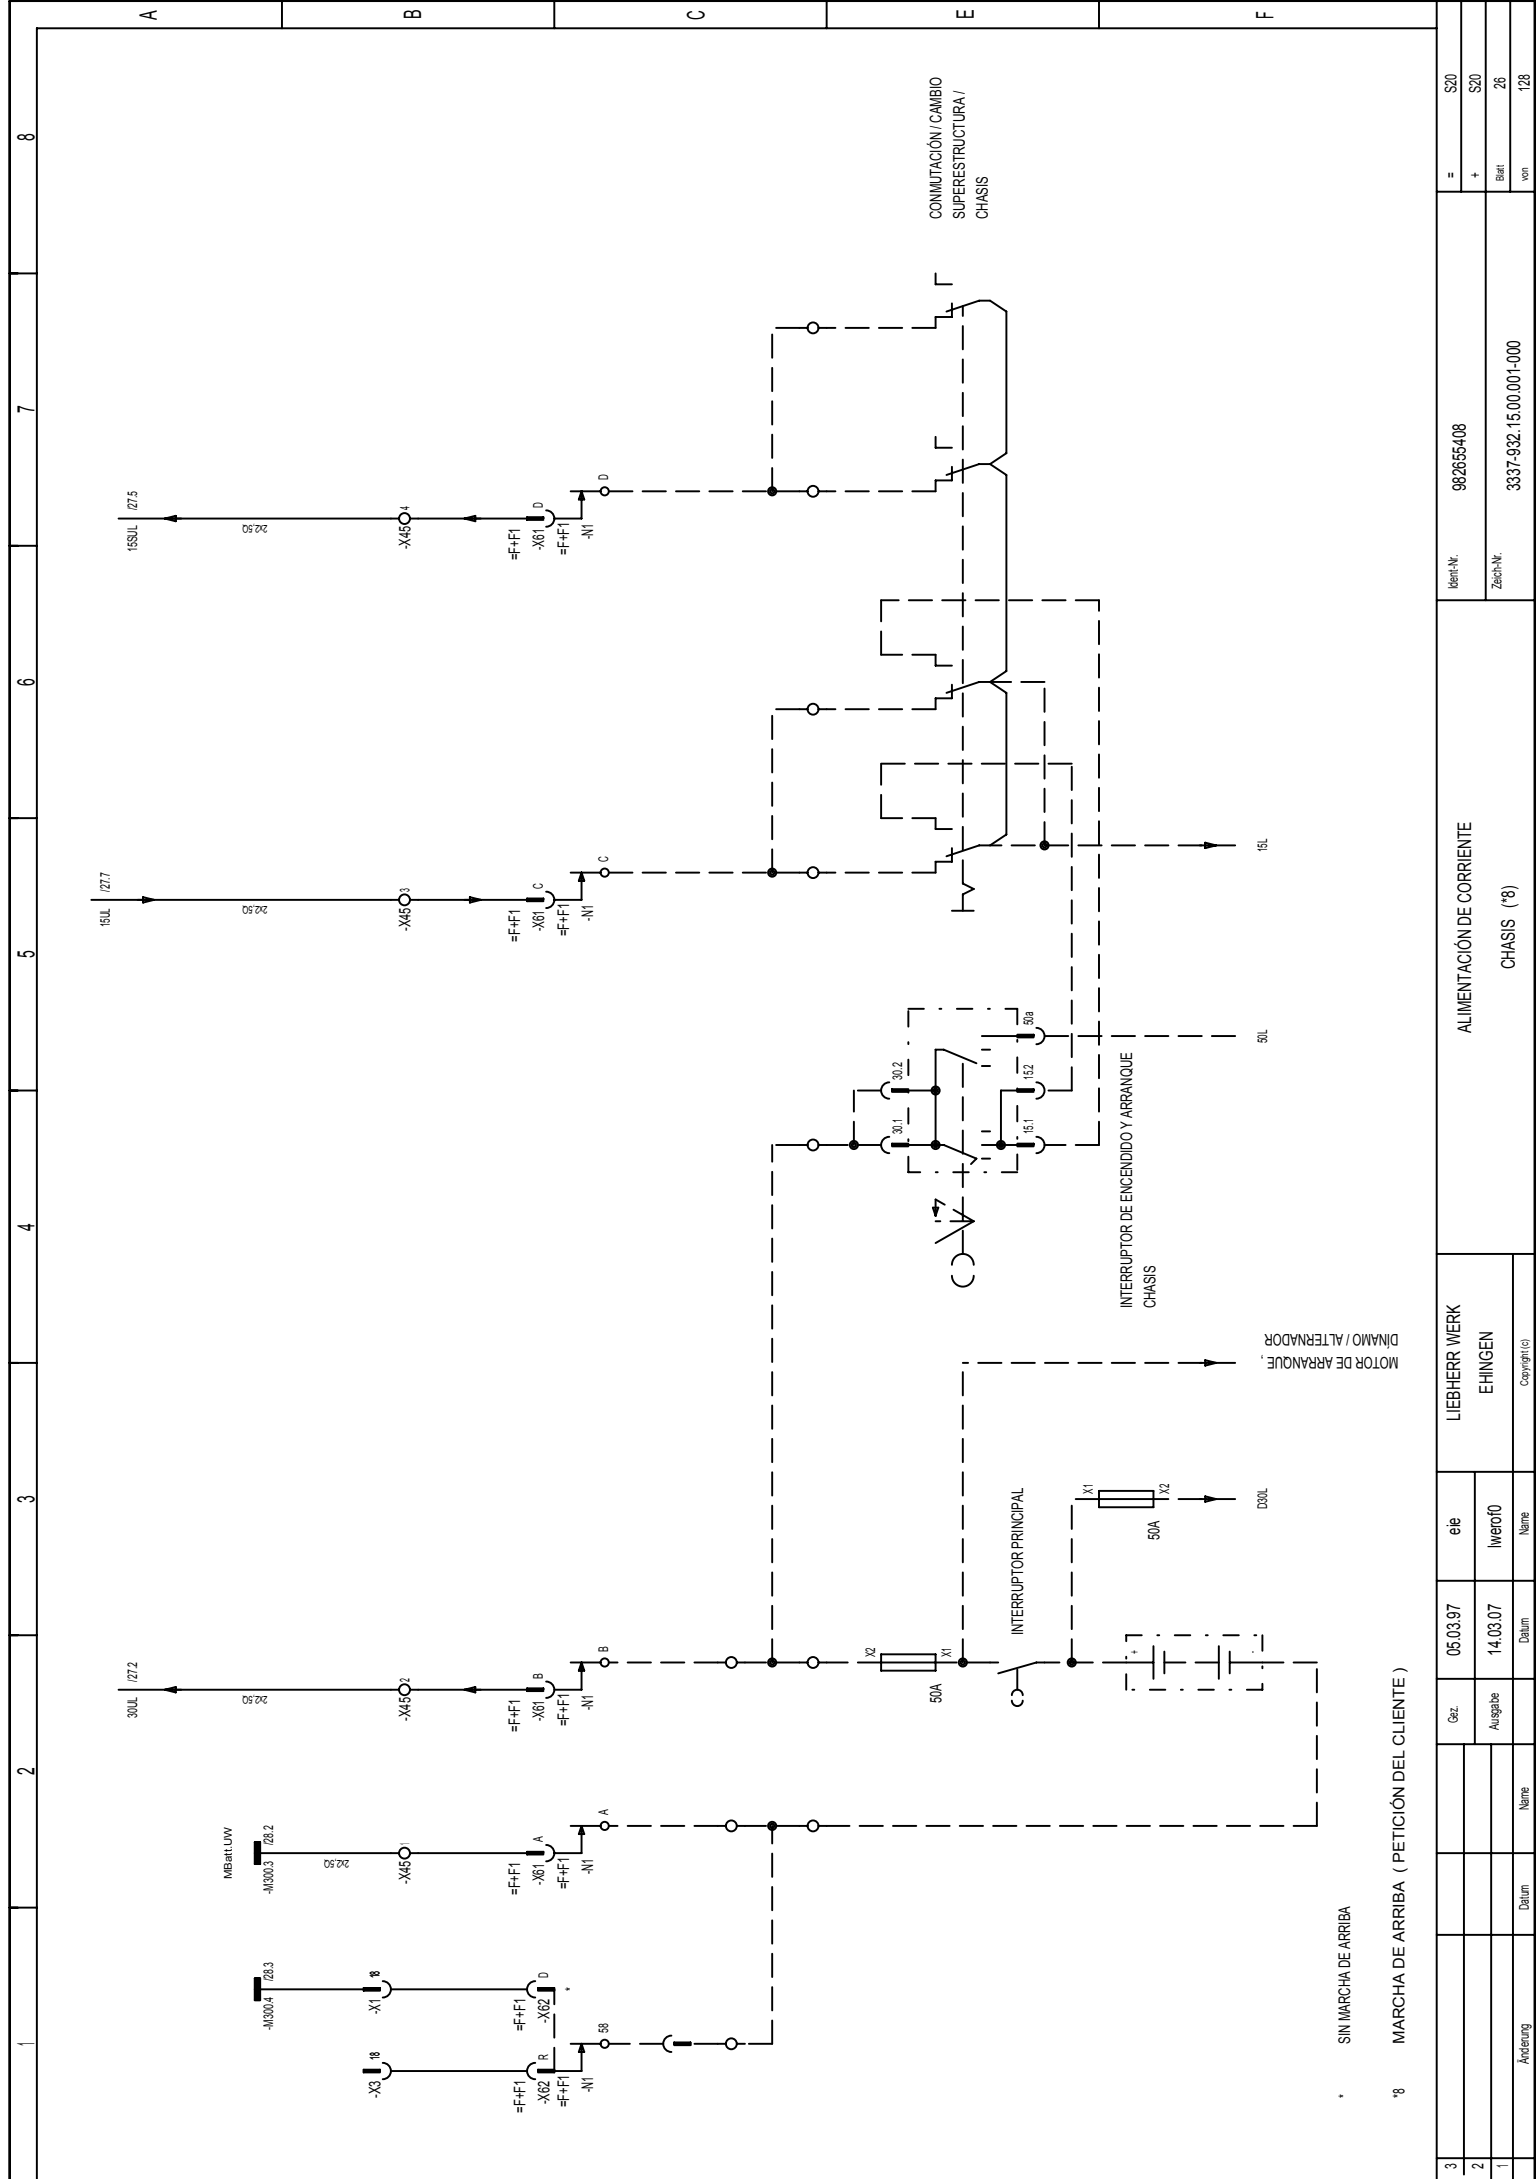 1 2 3 4 5 6 7 8
A
B
C
E
F
MBatt.UW
-M300.4 /28.3
-M300.3 /28.2
30UL /27.2
15UL /27.7
15SUL /27.5
2x2,5Q
2x2,5Q
2x2,5Q
2x2,5Q
-X3 18
-X1 18
-X45 1
-X45 2
-X45 3
-X45 4
=F+F1
-X62 R
=F+F1
-N1
=F+F1
-X62 D
*
=F+F1
-X61 A
=F+F1
-N1
=F+F1
-X61 B
=F+F1
-N1
=F+F1
-X61 C
=F+F1
-N1
=F+F1
-X61 D
=F+F1
-N1
58
A
B
C
D
X2
50A
X1
INTERRUPTOR PRINCIPAL
+
-
X1
50A
X2
D30L
MOTOR DE ARRANQUE ,
DÍNAMO / ALTERNADOR
30.1 30.2
15.1 15.2 50a
INTERRUPTOR DE ENCENDIDO Y ARRANQUE
CHASIS
50L
15L
CONMUTACIÓN / CAMBIO
SUPERESTRUCTURA /
CHASIS
* SIN MARCHA DE ARRIBA
*8 MARCHA DE ARRIBA ( PETICIÓN DEL CLIENTE )
3
2
1
Änderung Datum Name
Gez. 05.03.97 eie
Ausgabe 14.03.07 lwerof0
Datum Name
LIEBHERR WERK
EHINGEN
Copyright (c)
ALIMENTACIÓN DE CORRIENTE
CHASIS (*8)
Ident-Nr. 982655408
Zeich-Nr. 3337-932.15.00.001-000
= S20
+ S20
Blatt 26
von 128